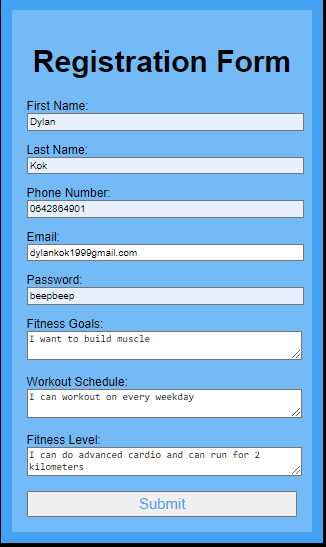 Registration Form
First Name:
Dylan
Last Name:
Kok
Phone Number:
0642864901
Email:
dylankok1999gmail.com
Password:
beepbeep
Fitness Goals:
I want to build muscle
Workout Schedule:
I can workout on every weekday
Fitness Level:
I can do advanced cardio and can run for 2
kilometers
Submit